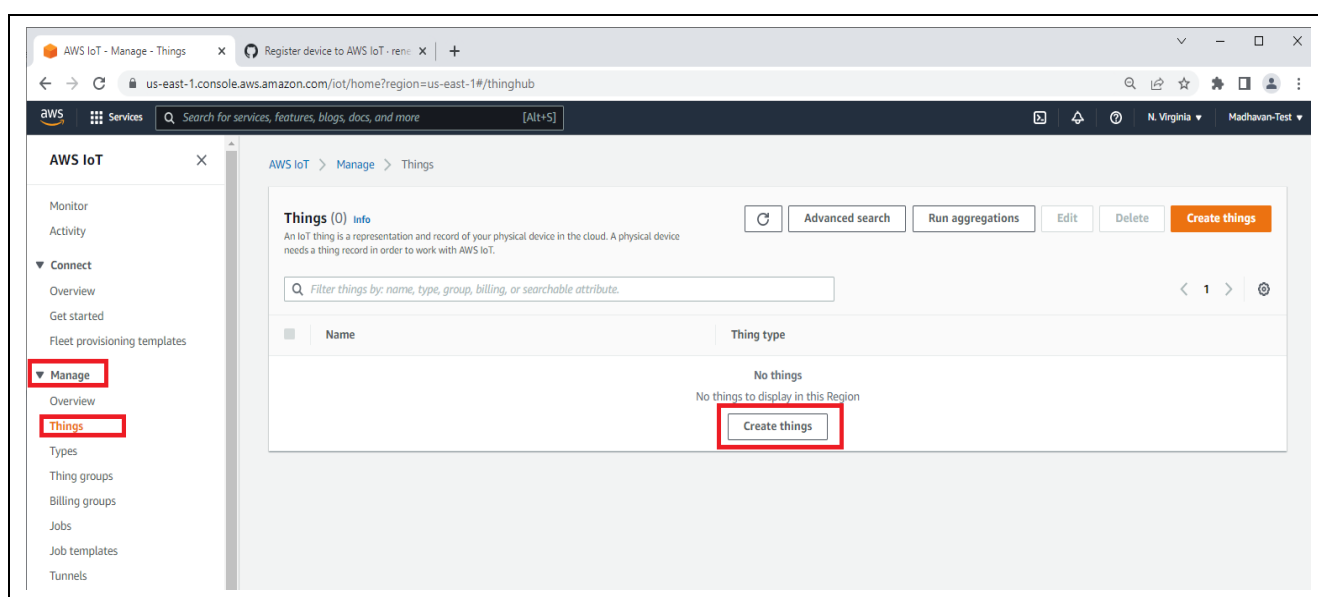 AWS IoT - Manage - Things
Register device to AWS IoT · rene
us-east-1.console.aws.amazon.com/iot/home?region=us-east-1#/thinghub
aws Services Search for services, features, blogs, docs, and more [Alt+S] N. Virginia Madhavan-Test
AWS IoT
Monitor
Activity
Connect
Overview
Get started
Fleet provisioning templates
Manage
Overview
Things
Types
Thing groups
Billing groups
Jobs
Job templates
Tunnels
AWS IoT > Manage > Things
Things (0) Info
An IoT thing is a representation and record of your physical device in the cloud. A physical device
needs a thing record in order to work with AWS IoT.
Advanced search Run aggregations Edit Delete Create things
Filter things by: name, type, group, billing, or searchable attribute.
< 1 >
Name Thing type
No things
No things to display in this Region
Create things